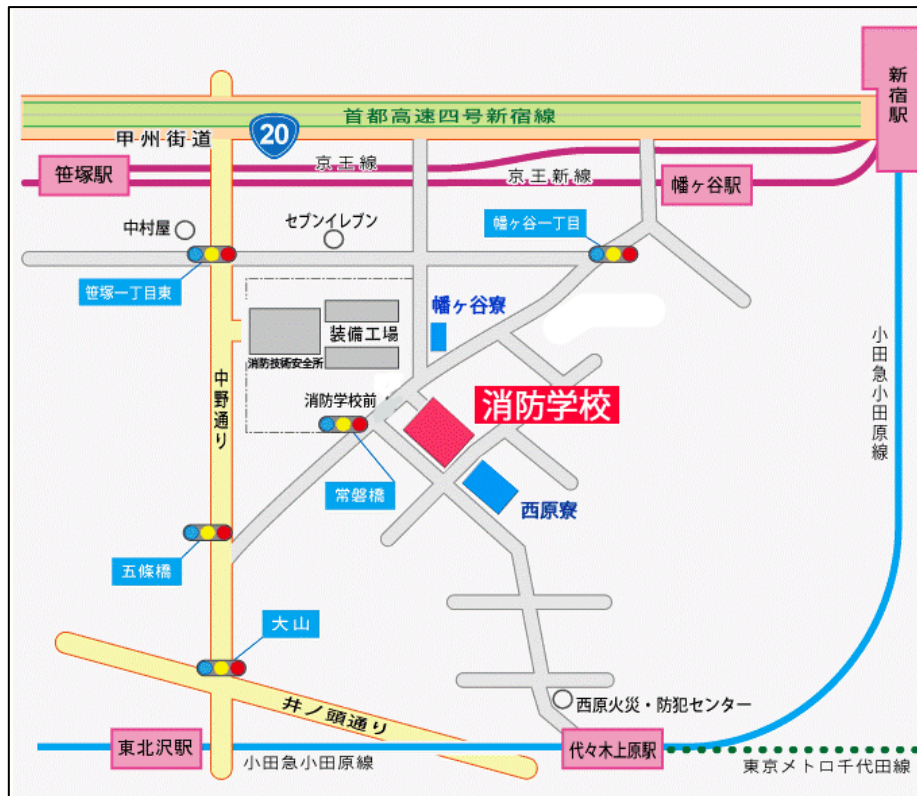 新宿駅
首都高速四号新宿線
20
甲州街道
京王線
笹塚駅
京王新線
幡ヶ谷駅
中村屋
セブンイレブン
幡ヶ谷一丁目
笹塚一丁目東
幡ヶ谷寮
装備工場
消防技術安全所
小田急小田原線
中野通り
消防学校前
消防学校
常磐橋
西原寮
五條橋
大山
井ノ頭通り
西原火災・防犯センター
東北沢駅
代々木上原駅
小田急小田原線
東京メトロ千代田線